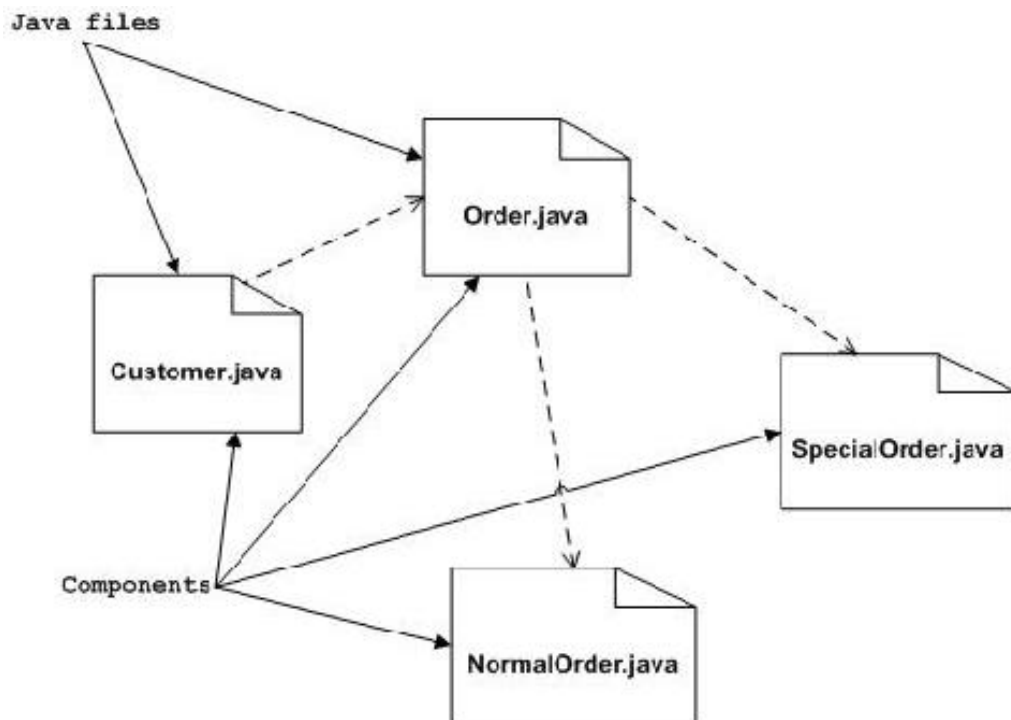 Java files
Order.java
Customer.java
SpecialOrder.java
Components
NormalOrder.java